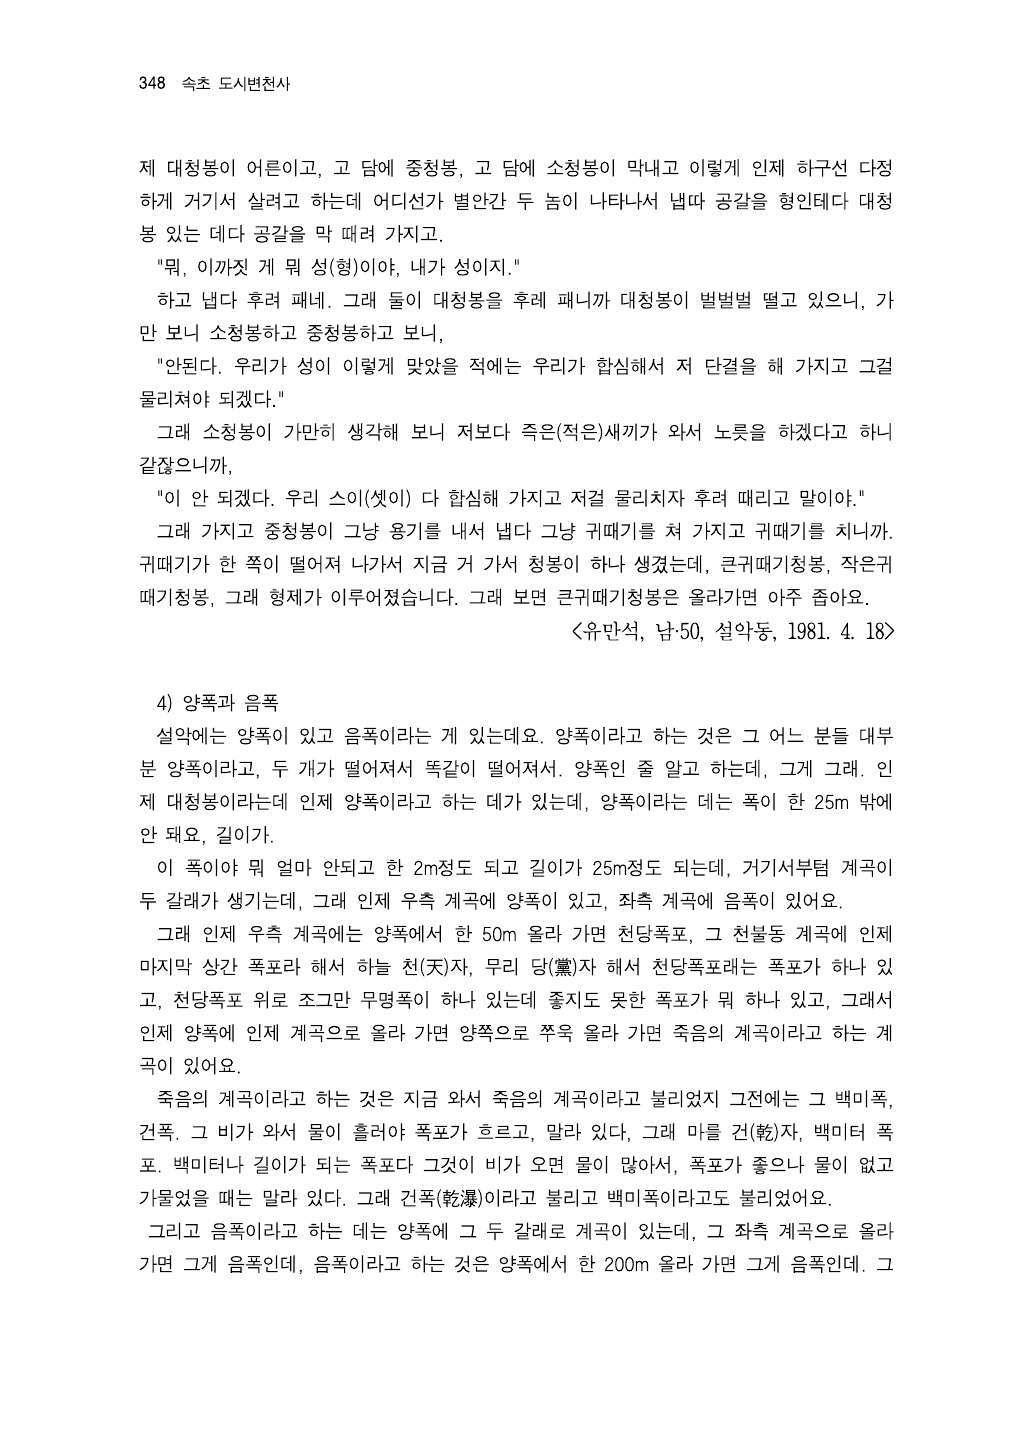 348 속초 도시변천사
제 대청봉이 어른이고, 고 담에 중청봉, 고 담에 소청봉이 막내고 이렇게 인제 하구선 다정
하게 거기서 살려고 하는데 어디선가 별안간 두 놈이 나타나서 냅따 공갈을 형인테다 대청
봉 있는 데다 공갈을 막 때려 가지고.
"뭐, 이까짓 게 뭐 성(형)이야, 내가 성이지."
하고 냅다 후려 패네. 그래 둘이 대청봉을 후레 패니까 대청봉이 벌벌벌 떨고 있으니, 가
만 보니 소청봉하고 중청봉하고 보니,
"안된다. 우리가 성이 이렇게 맞았을 적에는 우리가 합심해서 저 단결을 해 가지고 그걸
물리쳐야 되겠다."
그래 소청봉이 가만히 생각해 보니 저보다 즉은(적은)새끼가 와서 노릇을 하겠다고 하니
같잖으니까,
"이 안 되겠다. 우리 스이(셋이) 다 합심해 가지고 저걸 물리치자 후려 때리고 말이야."
그래 가지고 중청봉이 그냥 용기를 내서 냅다 그냥 귀때기를 쳐 가지고 귀때기를 치니까.
귀때기가 한 쪽이 떨어져 나가서 지금 거 가서 청봉이 하나 생겼는데, 큰귀때기청봉, 작은귀
때기청봉, 그래 형제가 이루어졌습니다. 그래 보면 큰귀때기청봉은 올라가면 아주 좁아요.
<유만석, 남·50, 설악동, 1981. 4. 18>
4) 양폭과 음폭
설악에는 양폭이 있고 음폭이라는 게 있는데요. 양폭이라고 하는 것은 그 어느 분들 대부
분 양폭이라고, 두 개가 떨어져서 똑같이 떨어져서. 양폭인 줄 알고 하는데, 그게 그래. 인
제 대청봉이라는데 인제 양폭이라고 하는 데가 있는데, 양폭이라는 데는 폭이 한 25m 밖에
안 돼요, 길이가.
이 폭이야 뭐 얼마 안되고 한 2m정도 되고 길이가 25m정도 되는데, 거기서부텀 계곡이
두 갈래가 생기는데, 그래 인제 우측 계곡에 양폭이 있고, 좌측 계곡에 음폭이 있어요.
그래 인제 우측 계곡에는 양폭에서 한 50m 올라 가면 천당폭포, 그 천불동 계곡에 인제
마지막 상간 폭포라 해서 하늘 천(天)자, 무리 당(黨)자 해서 천당폭포래는 폭포가 하나 있
고, 천당폭포 위로 조그만 무명폭이 하나 있는데 좋지도 못한 폭포가 뭐 하나 있고, 그래서
인제 양폭에 인제 계곡으로 올라 가면 양쪽으로 쭈욱 올라 가면 죽음의 계곡이라고 하는 계
곡이 있어요.
죽음의 계곡이라고 하는 것은 지금 와서 죽음의 계곡이라고 불리었지 그전에는 그 백미폭,
건폭. 그 비가 와서 물이 흘러야 폭포가 흐르고, 말라 있다, 그래 마를 건(乾)자, 백미터 폭
포. 백미터나 길이가 되는 폭포다 그것이 비가 오면 물이 많아서, 폭포가 좋으나 물이 없고
가물었을 때는 말라 있다. 그래 건폭(乾瀑)이라고 불리고 백미폭이라고도 불리었어요.
그리고 음폭이라고 하는 데는 양폭에 그 두 갈래로 계곡이 있는데, 그 좌측 계곡으로 올라
가면 그게 음폭인데, 음폭이라고 하는 것은 양폭에서 한 200m 올라 가면 그게 음폭인데. 그